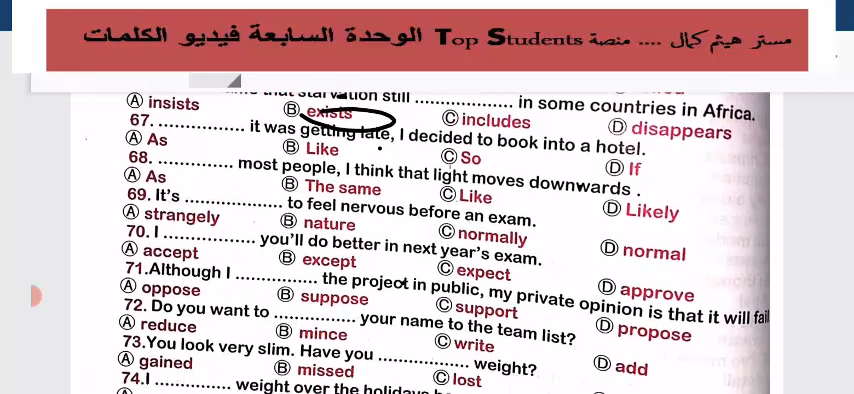 مستر هيثم كمال .... منصة Top Students الوحدة السابعة فيديو الكلمات
starvation still .................. in some countries in Africa.
Ⓐ insists Ⓑ exists Ⓒ includes Ⓓ disappears
67. ................ it was getting late, I decided to book into a hotel.
Ⓐ As Ⓑ Like Ⓒ So Ⓓ If
68. .............. most people, I think that light moves downwards .
Ⓐ As Ⓑ The same Ⓒ Like Ⓓ Likely
69. It's .................. to feel nervous before an exam.
Ⓐ strangely Ⓑ nature Ⓒ normally Ⓓ normal
70. I ................. you'll do better in next year's exam.
Ⓐ accept Ⓑ except Ⓒ expect Ⓓ approve
71.Although I ............... the project in public, my private opinion is that it will fail
Ⓐ oppose Ⓑ suppose Ⓒ support Ⓓ propose
72. Do you want to ............... your name to the team list?
Ⓐ reduce Ⓑ mince Ⓒ write Ⓓ add
73.You look very slim. Have you ................. weight?
Ⓐ gained Ⓑ missed Ⓒ lost
74.I .............. weight over the holidays